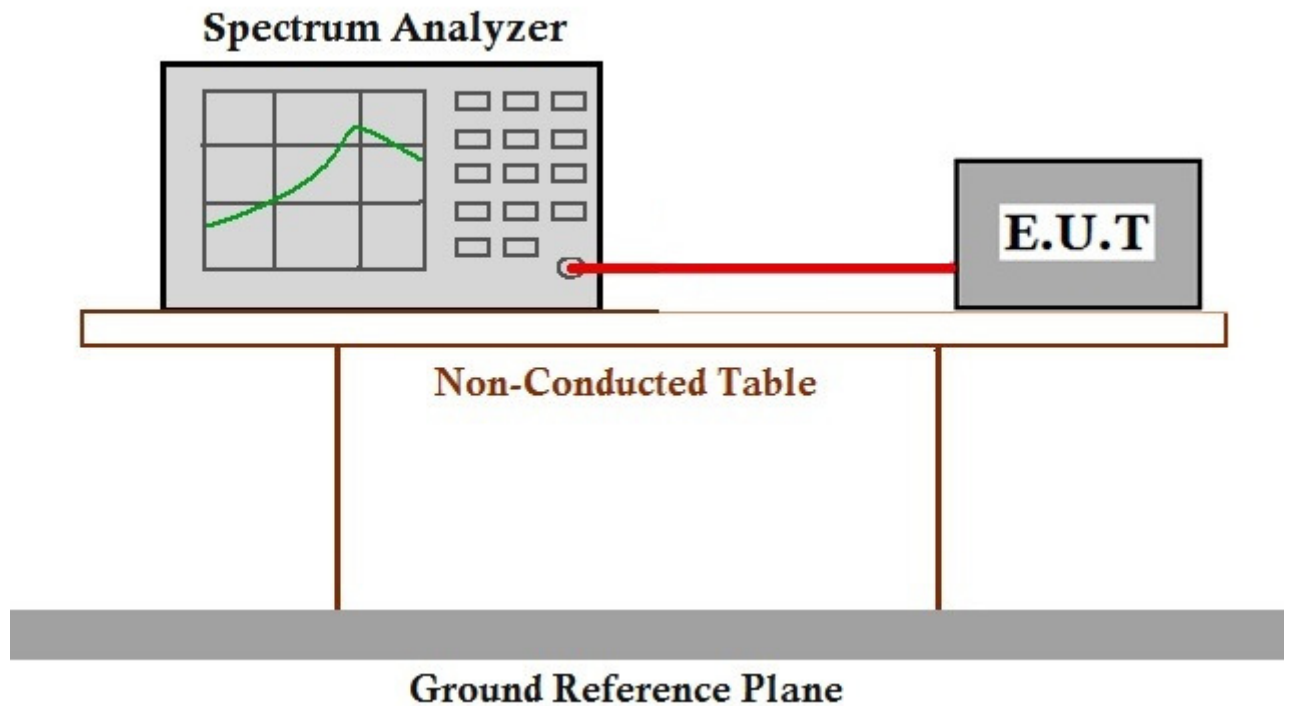 Spectrum Analyzer
E.U.T
Non-Conducted Table
Ground Reference Plane